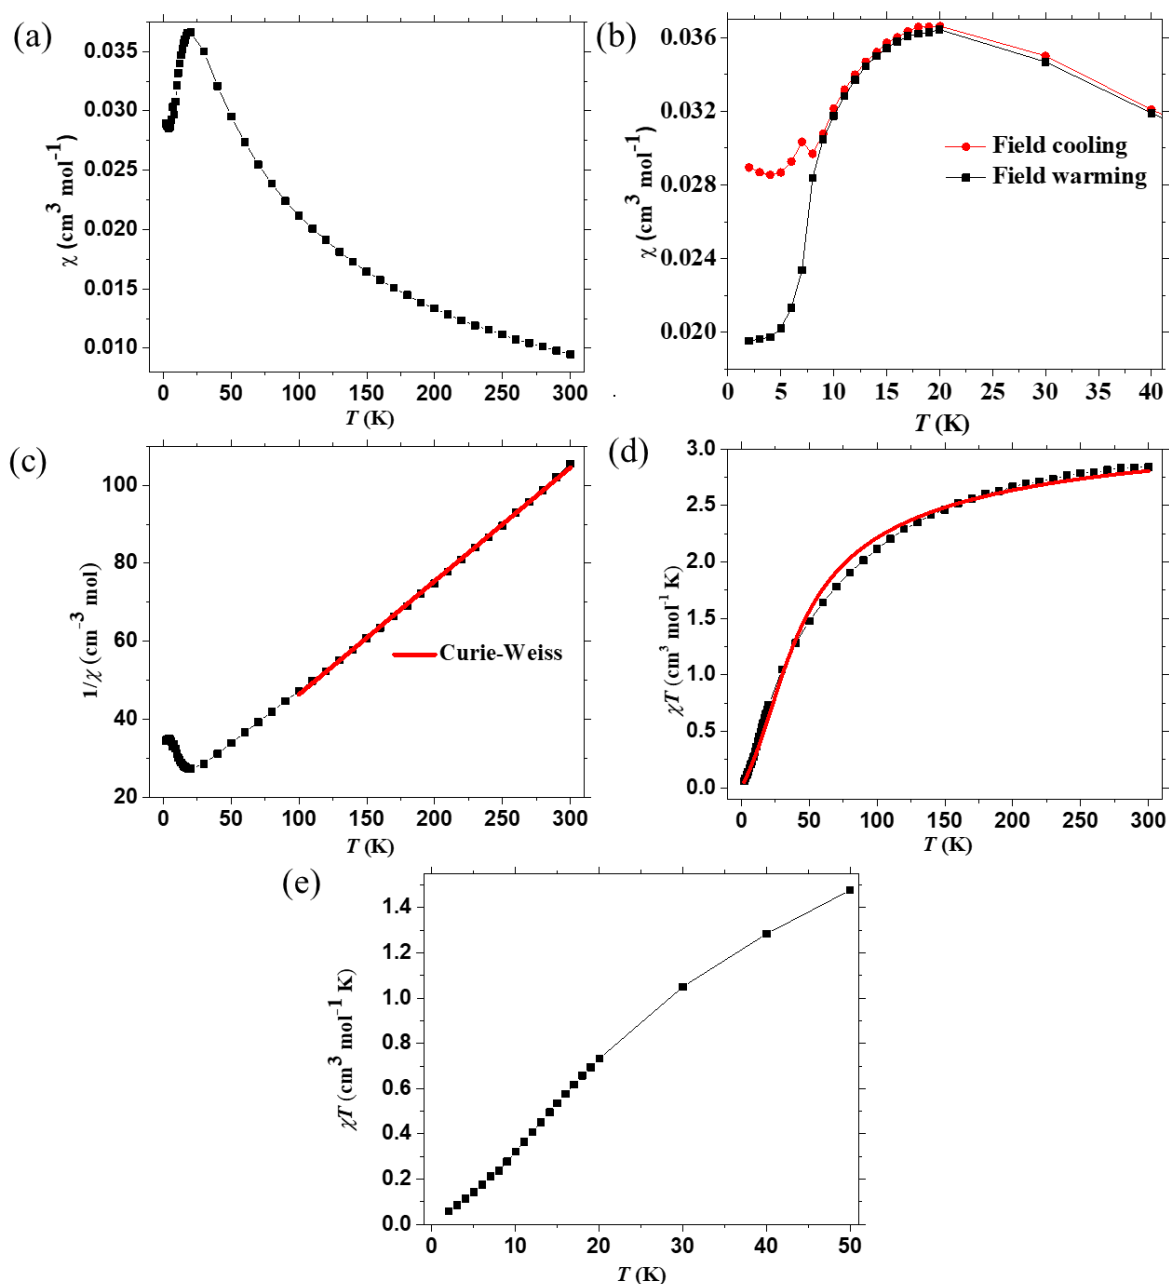 (a)
0.035
0.030
0.025
0.020
0.015
0.010
χ (cm³ mol⁻¹)
0 50 100 150 200 250 300
T (K)
(b)
0.036
0.032
0.028
0.024
0.020
χ (cm³ mol⁻¹)
Field cooling
Field warming
0 5 10 15 20 25 30 35 40
T (K)
(c)
100
80
60
40
20
1/χ (cm⁻³ mol)
Curie-Weiss
0 50 100 150 200 250 300
T (K)
(d)
3.0
2.5
2.0
1.5
1.0
0.5
0.0
χT (cm³ mol⁻¹ K)
0 50 100 150 200 250 300
T (K)
(e)
1.4
1.2
1.0
0.8
0.6
0.4
0.2
0.0
χT (cm³ mol⁻¹ K)
0 10 20 30 40 50
T (K)